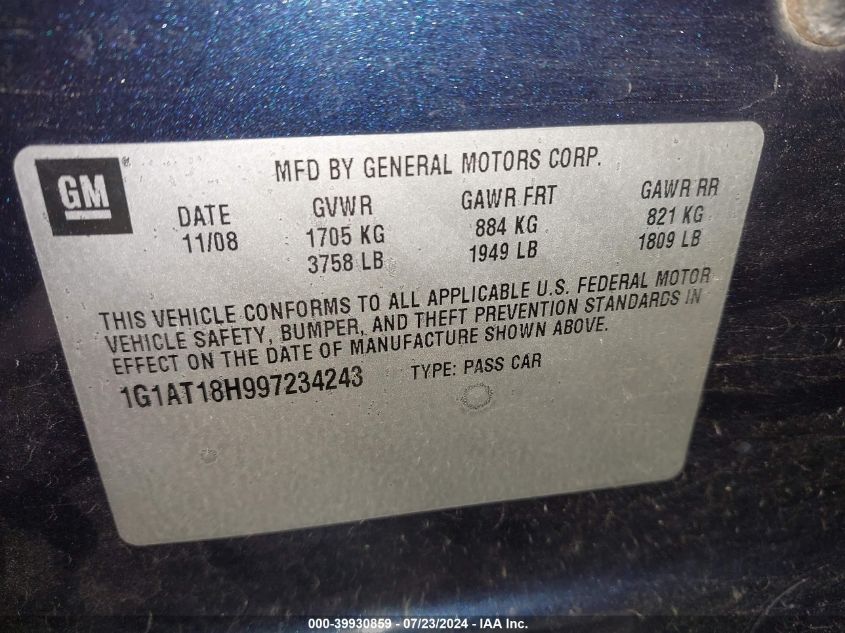 GM ®
MFD BY GENERAL MOTORS CORP.
DATE GVWR GAWR FRT GAWR RR
11/08 1705 KG 884 KG 821 KG
3758 LB 1949 LB 1809 LB
THIS VEHICLE CONFORMS TO ALL APPLICABLE U.S. FEDERAL MOTOR
VEHICLE SAFETY, BUMPER, AND THEFT PREVENTION STANDARDS IN
EFFECT ON THE DATE OF MANUFACTURE SHOWN ABOVE.
1G1AT18H997234243 TYPE: PASS CAR
000-39930859 - 07/23/2024 - IAA Inc.